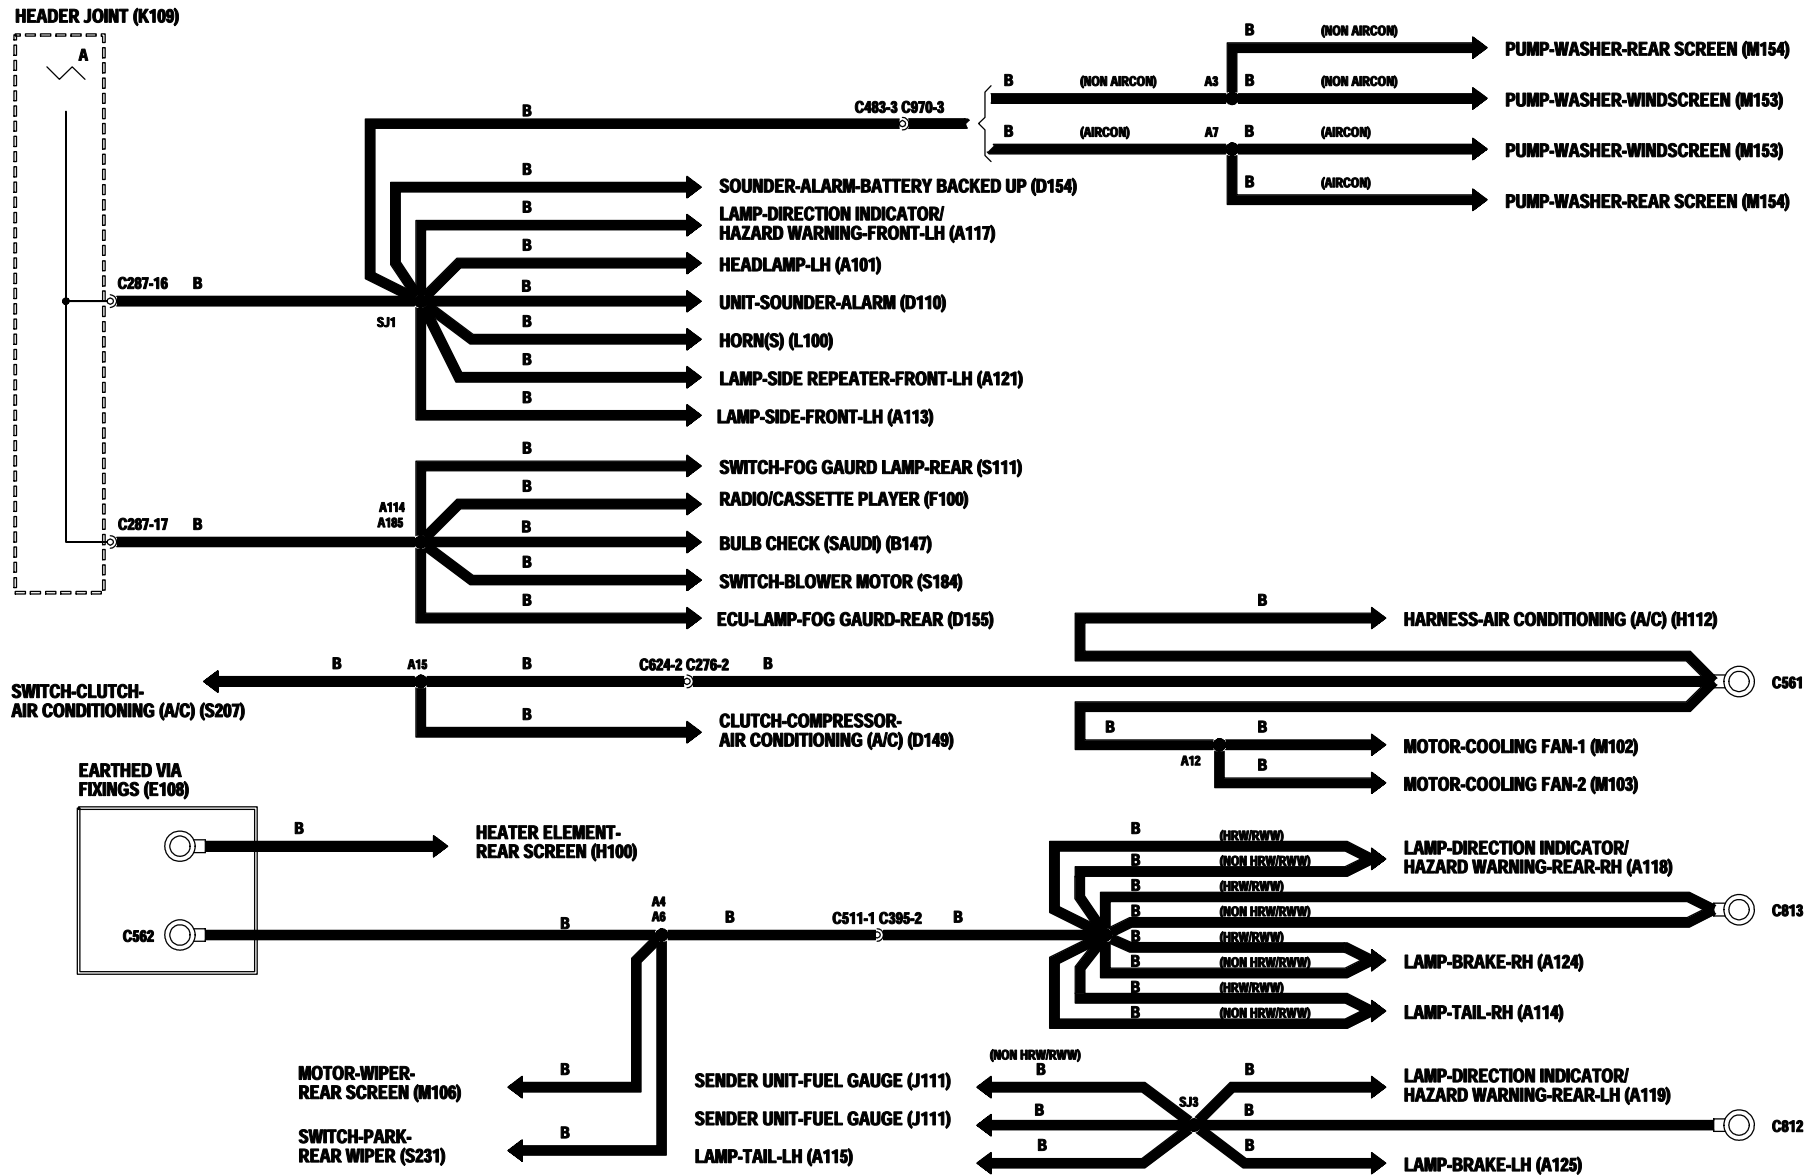 HEADER JOINT (K109)
A
B (NON AIRCON)
PUMP-WASHER-REAR SCREEN (M154)
B (NON AIRCON) A3 B (NON AIRCON)
PUMP-WASHER-WINDSCREEN (M153)
B C483-3 C970-3
B (AIRCON) A7 B (AIRCON)
PUMP-WASHER-WINDSCREEN (M153)
B (AIRCON)
PUMP-WASHER-REAR SCREEN (M154)
B
SOUNDER-ALARM-BATTERY BACKED UP (D154)
B
LAMP-DIRECTION INDICATOR/
HAZARD WARNING-FRONT-LH (A117)
B
HEADLAMP-LH (A101)
C287-16 B
B
UNIT-SOUNDER-ALARM (D110)
SJ1
B
HORN(S) (L100)
B
LAMP-SIDE REPEATER-FRONT-LH (A121)
B
LAMP-SIDE-FRONT-LH (A113)
B
SWITCH-FOG GAURD LAMP-REAR (S111)
B
RADIO/CASSETTE PLAYER (F100)
A114
A185
C287-17 B
B
BULB CHECK (SAUDI) (B147)
B
SWITCH-BLOWER MOTOR (S184)
B
ECU-LAMP-FOG GAURD-REAR (D155)
B
HARNESS-AIR CONDITIONING (A/C) (H112)
B A15 B C624-2 C276-2 B
C561
SWITCH-CLUTCH-
AIR CONDITIONING (A/C) (S207)
B
CLUTCH-COMPRESSOR-
AIR CONDITIONING (A/C) (D149)
B B
MOTOR-COOLING FAN-1 (M102)
A12 B
MOTOR-COOLING FAN-2 (M103)
EARTHED VIA
FIXINGS (E108)
B
HEATER ELEMENT-
REAR SCREEN (H100)
B (HRW/RWW)
B (NON HRW/RWW)
LAMP-DIRECTION INDICATOR/
HAZARD WARNING-REAR-RH (A118)
B (HRW/RWW)
B (NON HRW/RWW)
C813
C562 B
A4
A6
B C511-1 C395-2 B
B (HRW/RWW)
B (NON HRW/RWW)
LAMP-BRAKE-RH (A124)
B (HRW/RWW)
B (NON HRW/RWW)
LAMP-TAIL-RH (A114)
MOTOR-WIPER-
REAR SCREEN (M106)
B
SWITCH-PARK-
REAR WIPER (S231)
B
(NON HRW/RWW)
SENDER UNIT-FUEL GAUGE (J111)
B
SENDER UNIT-FUEL GAUGE (J111)
B
LAMP-TAIL-LH (A115)
B
SJ3
B
LAMP-DIRECTION INDICATOR/
HAZARD WARNING-REAR-LH (A119)
B
C812
B
LAMP-BRAKE-LH (A125)